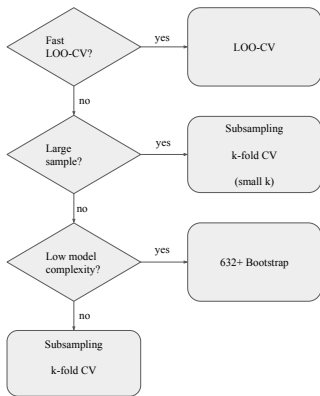 Fast
LOO-CV?
yes
LOO-CV
no
Large
sample?
yes
Subsampling
k-fold CV
(small k)
no
Low model
complexity?
yes
632+ Bootstrap
no
Subsampling
k-fold CV